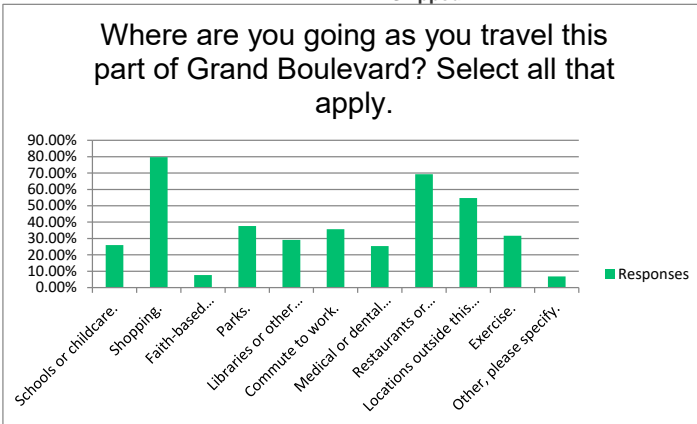 Where are you going as you travel this
part of Grand Boulevard? Select all that
apply.
90.00%
80.00%
70.00%
60.00%
50.00%
40.00%
30.00%
20.00%
10.00%
0.00%
Schools or childcare.
Shopping.
Faith-based...
Parks.
Libraries or other...
Commute to work.
Medical or dental...
Restaurants or...
Locations outside this...
Exercise.
Other, please specify.
Responses